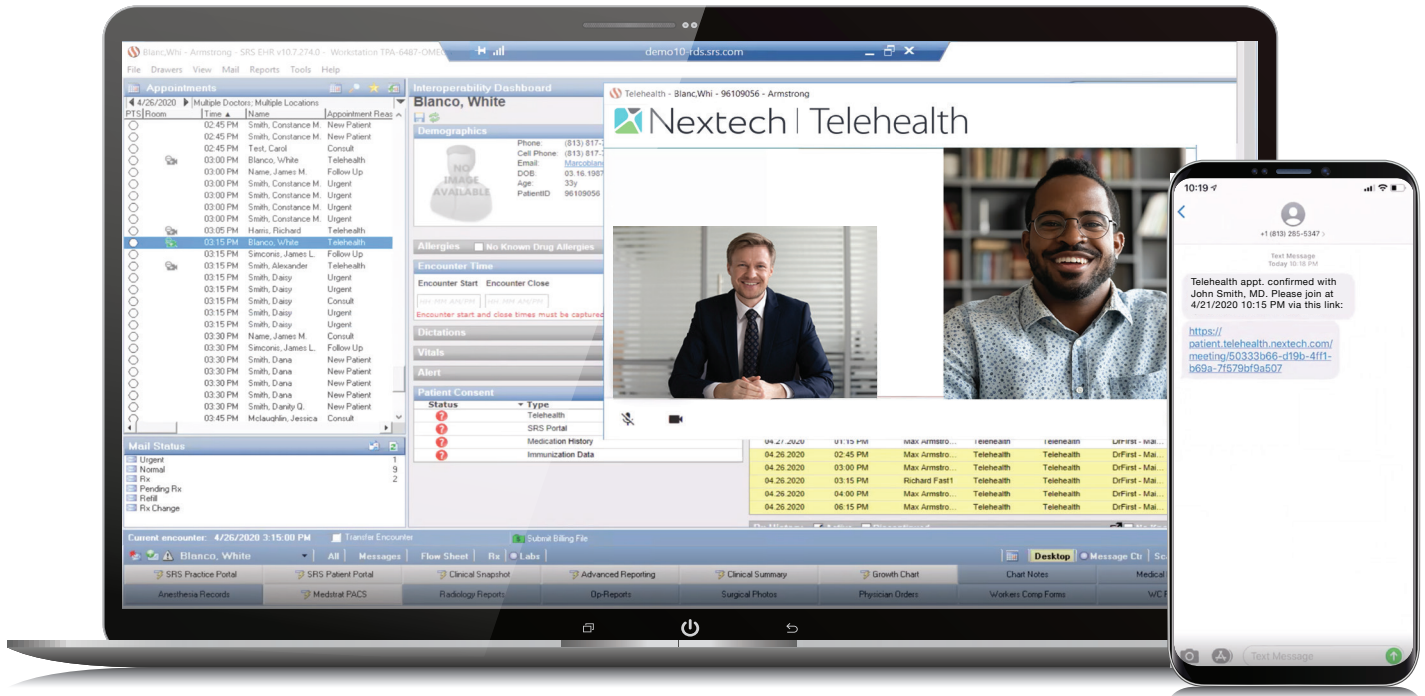 Blanc,Whi - Armstrong - SRS EHR v10.7.274.0 - Workstation TPA-6487-OME
demo10-rds.srs.com
File Drawers View Mail Reports Tools Help
Appointments
4/26/2020 Multiple Doctors; Multiple Locations
PTS Room Time Name Appointment Reas
02:45 PM Smith, Constance M. New Patient
02:45 PM Smith, Constance M. New Patient
02:45 PM Test, Carol Consult
03:00 PM Blanco, White Telehealth
03:00 PM Name, James M. Follow Up
03:00 PM Smith, Constance M. Urgent
03:00 PM Smith, Constance M. Urgent
03:00 PM Smith, Constance M. Urgent
03:00 PM Smith, Constance M. Urgent
03:05 PM Harris, Richard Telehealth
03:15 PM Blanco, White Telehealth
03:15 PM Simconis, James L. Follow Up
03:15 PM Smith, Alexander Telehealth
03:15 PM Smith, Daisy Urgent
03:15 PM Smith, Daisy Urgent
03:15 PM Smith, Daisy Consult
03:15 PM Smith, Daisy Urgent
03:15 PM Smith, Daisy Urgent
03:30 PM Name, James M. Consult
03:30 PM Simconis, James L. Follow Up
03:30 PM Smith, Dana New Patient
03:30 PM Smith, Dana New Patient
03:30 PM Smith, Dana New Patient
03:30 PM Smith, Dana New Patient
03:30 PM Smith, Danity Q. New Patient
03:45 PM Mclaughlin, Jessica Consult
Mail Status
Urgent 1
Normal 9
Rx 2
Pending Rx
Refill
Rx Change
Interoperability Dashboard
Blanco, White
Demographics
NO IMAGE AVAILABLE
Phone: (813) 817-
Cell Phone: (813) 817-
Email: Marcoblan
DOB: 03.16.1987
Age: 33y
PatientID 96109056
Allergies No Known Drug Allergies
Encounter Time
Encounter Start Encounter Close
Encounter start and close times must be captured
Dictations
Vitals
Alert
Patient Consent
Status Type
Telehealth
SRS Portal
Medication History
Immunization Data
Telehealth - Blanc,Whi - 96109056 - Armstrong
Nextech | Telehealth
04.27.2020 01:15 PM Max Armstro... Telehealth Telehealth DrFirst - Mai...
04.26.2020 02:45 PM Max Armstro... Telehealth Telehealth DrFirst - Mai...
04.26.2020 03:00 PM Max Armstro... Telehealth Telehealth DrFirst - Mai...
04.26.2020 03:15 PM Richard Fast1 Telehealth Telehealth DrFirst - Mai...
04.26.2020 04:00 PM Max Armstro... Telehealth Telehealth DrFirst - Mai...
04.26.2020 06:15 PM Max Armstro... Telehealth Telehealth DrFirst - Mai...
Current encounter: 4/26/2020 3:15:00 PM Transfer Encounter Submit Billing File
Blanco, White All Messages Flow Sheet Rx Labs Desktop Message Ctr
SRS Practice Portal SRS Patient Portal Clinical Snapshot Advanced Reporting Clinical Summary Growth Chart Chart Notes Medical
Anesthesia Records Medstrat PACS Radiology Reports Op-Reports Surgical Photos Physician Orders Workers Comp Forms
10:19
+1 (813) 285-5347
Text Message
Today 10:18 PM
Telehealth appt. confirmed with
John Smith, MD. Please join at
4/21/2020 10:15 PM via this link:
https://
patient.telehealth.nextech.com/
meeting/50333b66-d19b-4ff1-
b69a-7f579bf9a507
Text Message